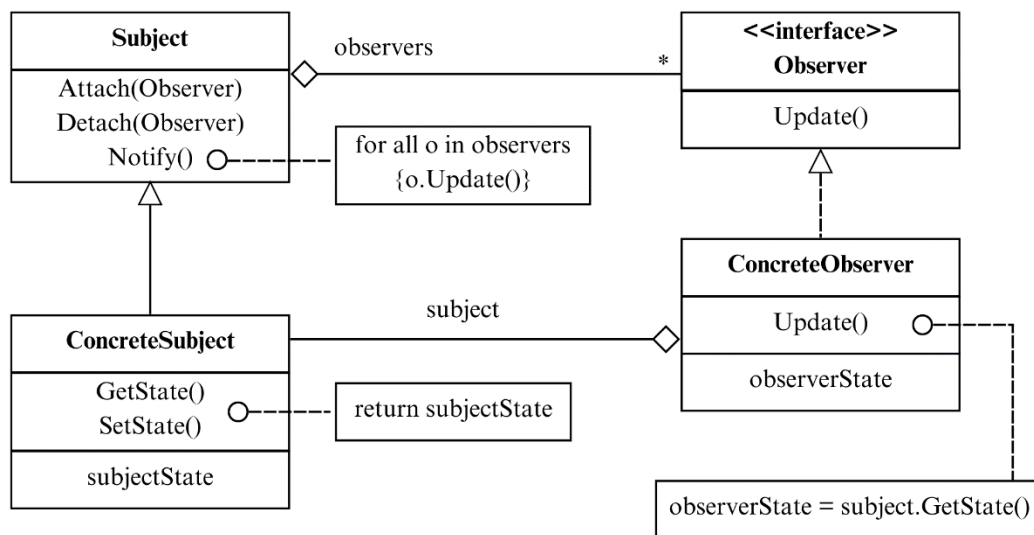 Subject
Attach(Observer)
Detach(Observer)
Notify()
observers
*
<<interface>>
Observer
Update()
for all o in observers
{o.Update()}
ConcreteSubject
GetState()
SetState()
subjectState
subject
return subjectState
ConcreteObserver
Update()
observerState
observerState = subject.GetState()